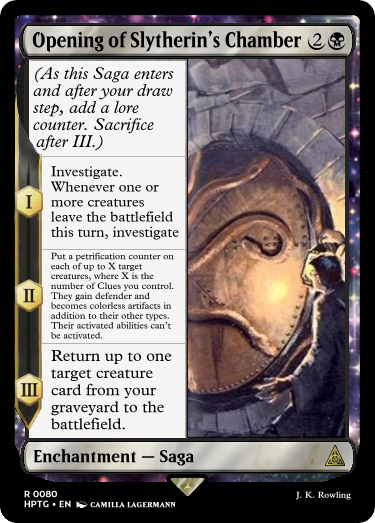 Opening of Slytherin's Chamber 2
(As this Saga enters
and after your draw
step, add a lore
counter. Sacrifice
after III.)
I
Investigate.
Whenever one or
more creatures
leave the battlefield
this turn, investigate
II
Put a petrification counter on
each of up to X target
creatures, where X is the
number of Clues you control.
They gain defender and
becomes colorless artifacts in
addition to their other types.
Their activated abilities can't
be activated.
III
Return up to one
target creature
card from your
graveyard to the
battlefield.
Enchantment — Saga
R 0080
HPTG • EN CAMILLA LAGERMANN
J. K. Rowling